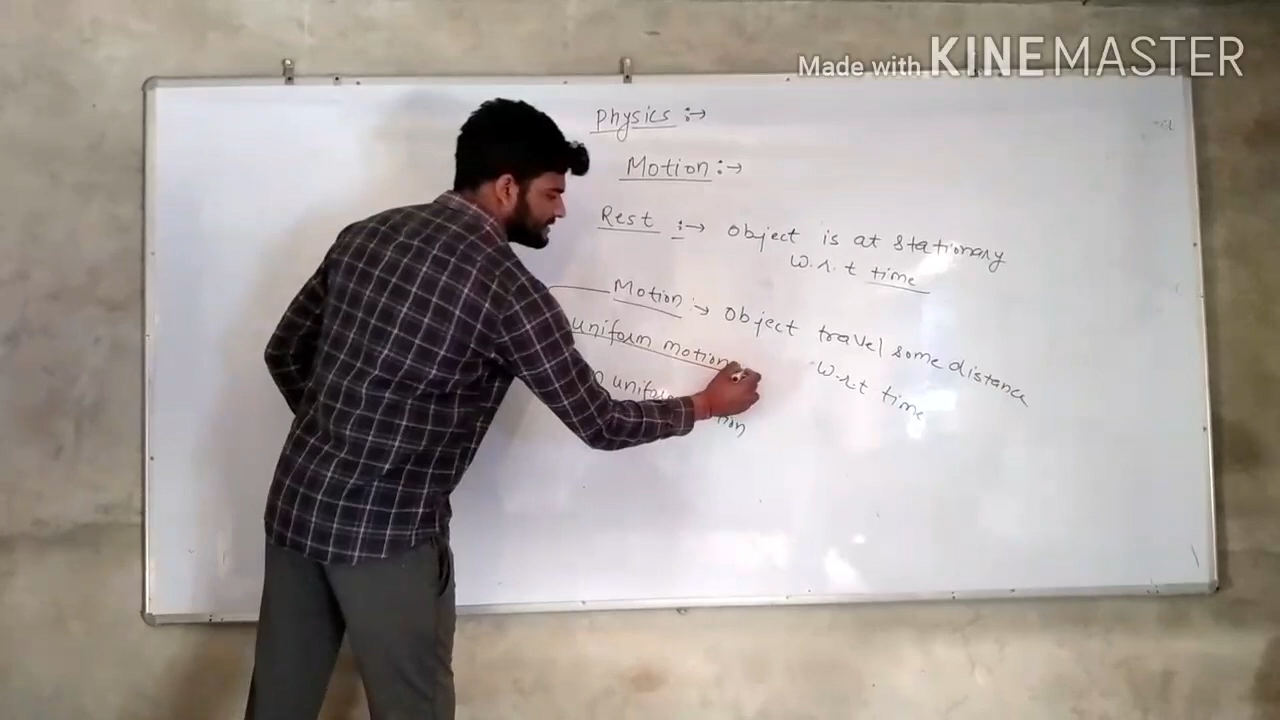 Made with KINEMASTER
Physics :→
Motion :→
Rest :→ object is at stationary
w.r.t time
Motion :→ object travel some distance
w.r.t time
uniform motion